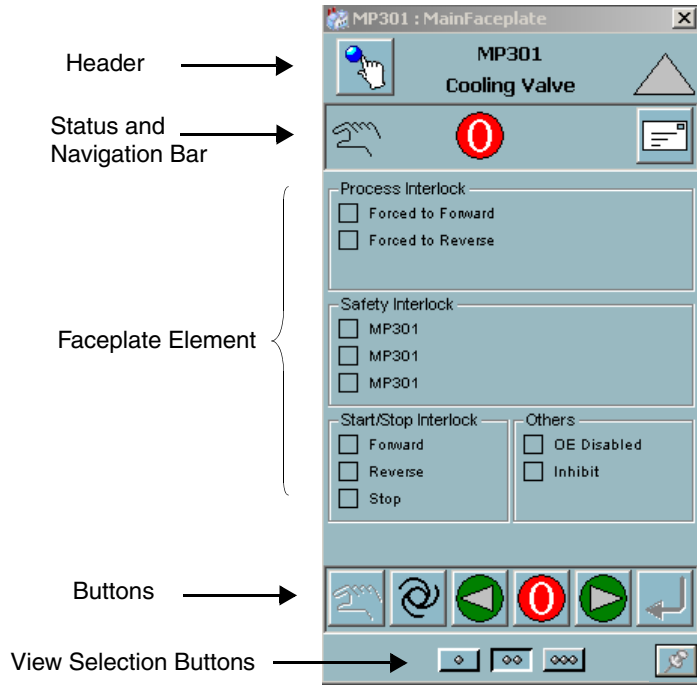 MP301 : MainFaceplate
Header
MP301
Cooling Valve
Status and
Navigation Bar
0
Process Interlock
Forced to Forward
Forced to Reverse
Safety Interlock
MP301
MP301
MP301
Faceplate Element
Start/Stop Interlock
Forward
Reverse
Stop
Others
OE Disabled
Inhibit
Buttons
0
View Selection Buttons